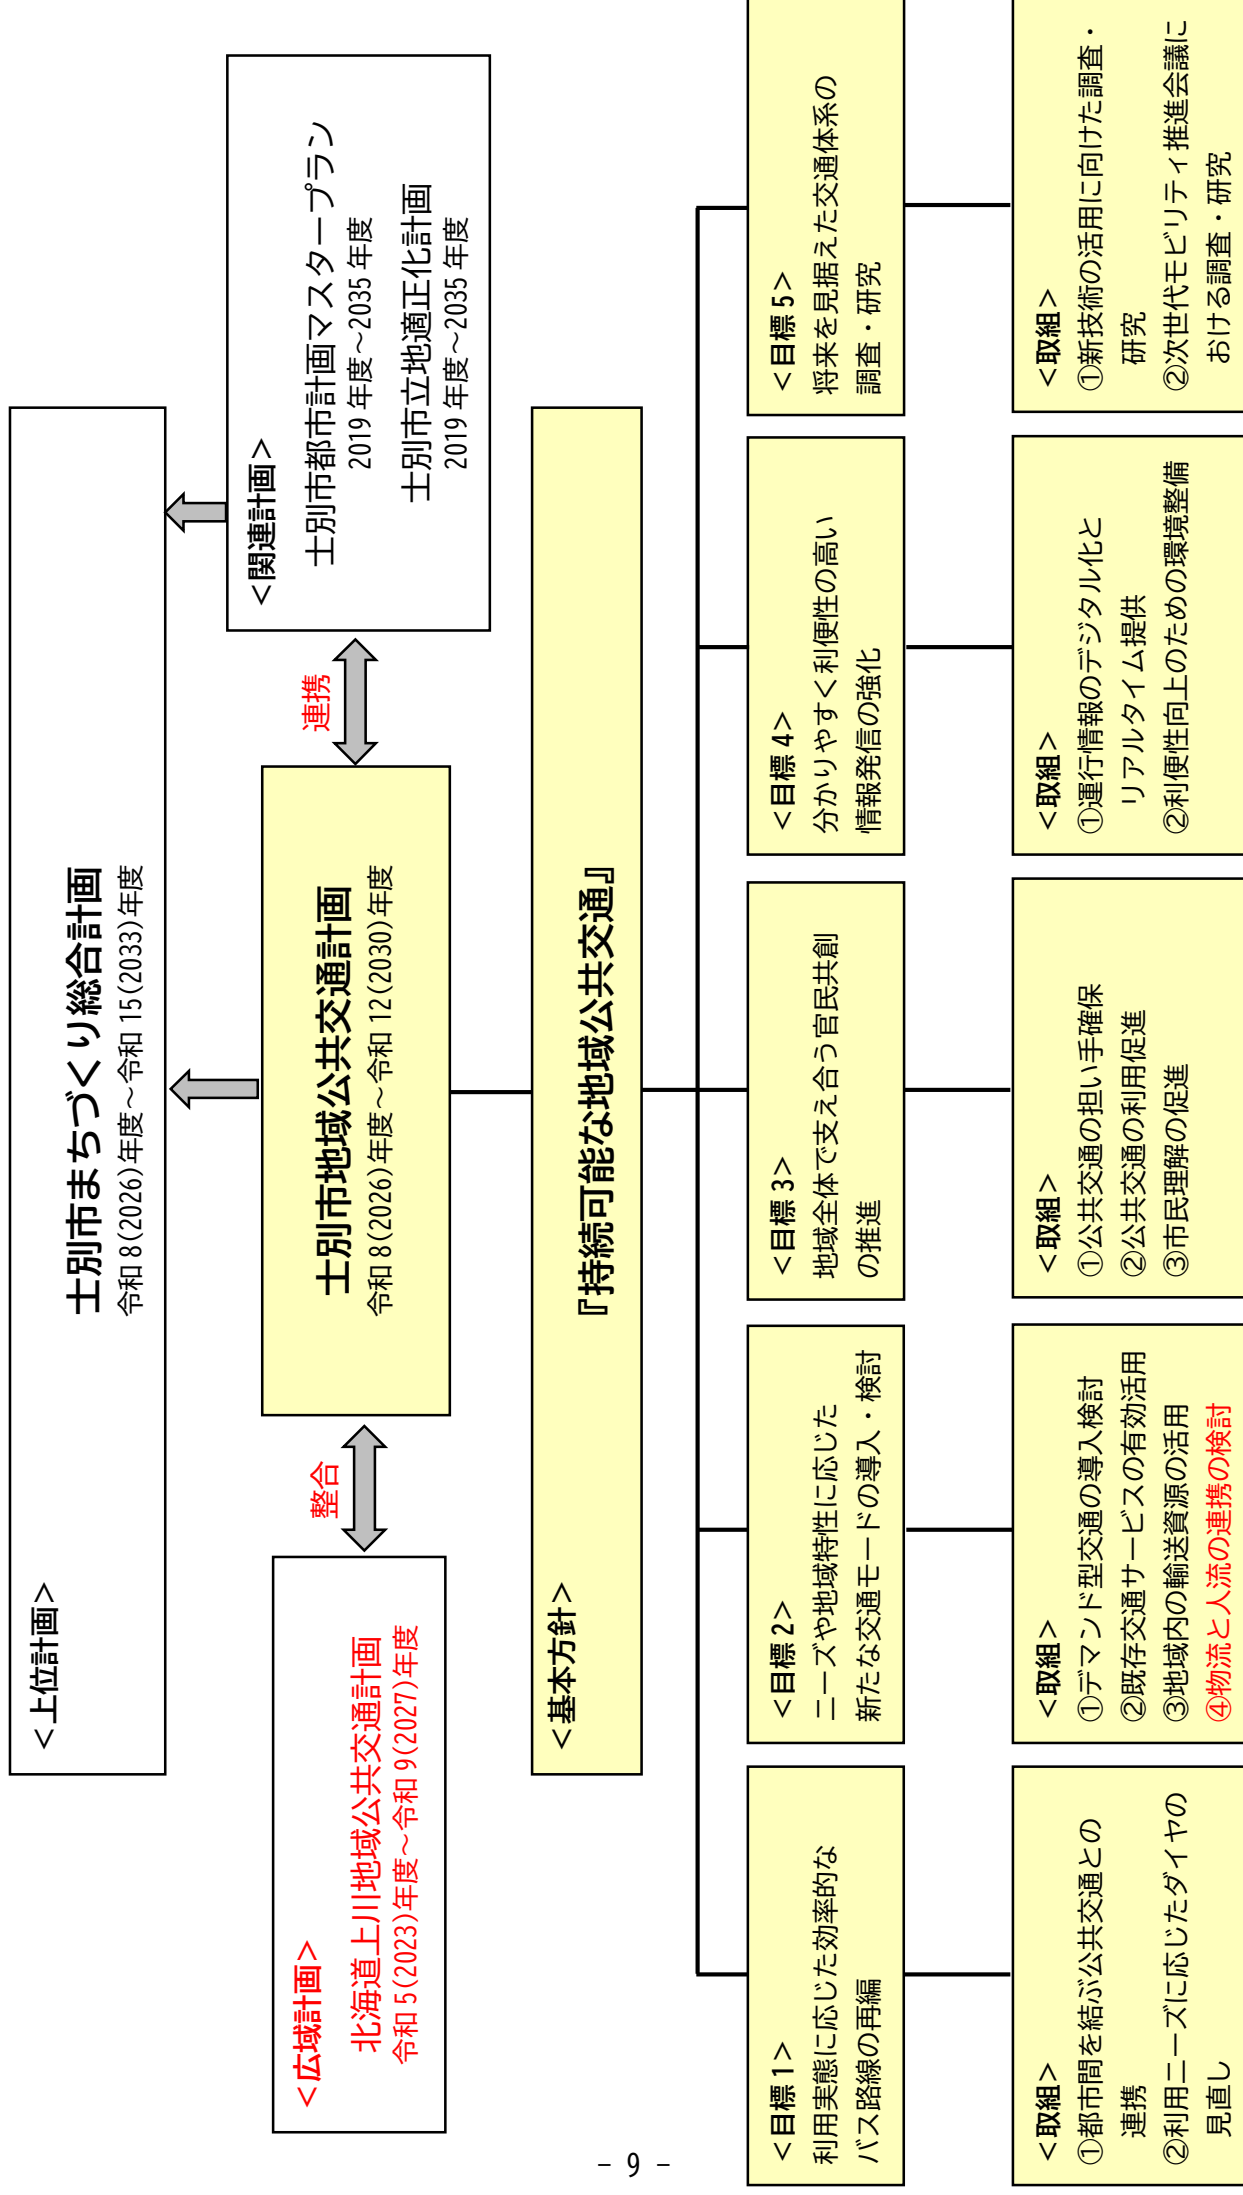 ＜上位計画＞
士別市まちづくり総合計画
令和 8(2026)年度～令和 15(2033)年度
＜広域計画＞
北海道上川地域公共交通計画
令和 5(2023)年度～令和 9(2027)年度
整合
士別市地域公共交通計画
令和 8(2026)年度～令和 12(2030)年度
連携
＜関連計画＞
士別市都市計画マスタープラン
2019 年度～2035 年度
士別市立地適正化計画
2019 年度～2035 年度
＜基本方針＞
『持続可能な地域公共交通』
＜目標 1＞
利用実態に応じた効率的な
バス路線の再編
＜目標 2＞
ニーズや地域特性に応じた
新たな交通モードの導入・検討
＜目標 3＞
地域全体で支え合う官民共創
の推進
＜目標 4＞
分かりやすく利便性の高い
情報発信の強化
＜目標 5＞
将来を見据えた交通体系の
調査・研究
＜取組＞
①都市間を結ぶ公共交通との
連携
②利用ニーズに応じたダイヤの
見直し
＜取組＞
①デマンド型交通の導入検討
②既存交通サービスの有効活用
③地域内の輸送資源の活用
④物流と人流の連携の検討
＜取組＞
①公共交通の担い手確保
②公共交通の利用促進
③市民理解の促進
＜取組＞
①運行情報のデジタル化と
リアルタイム提供
②利便性向上のための環境整備
＜取組＞
①新技術の活用に向けた調査・
研究
②次世代モビリティ推進会議に
おける調査・研究
- 9 -